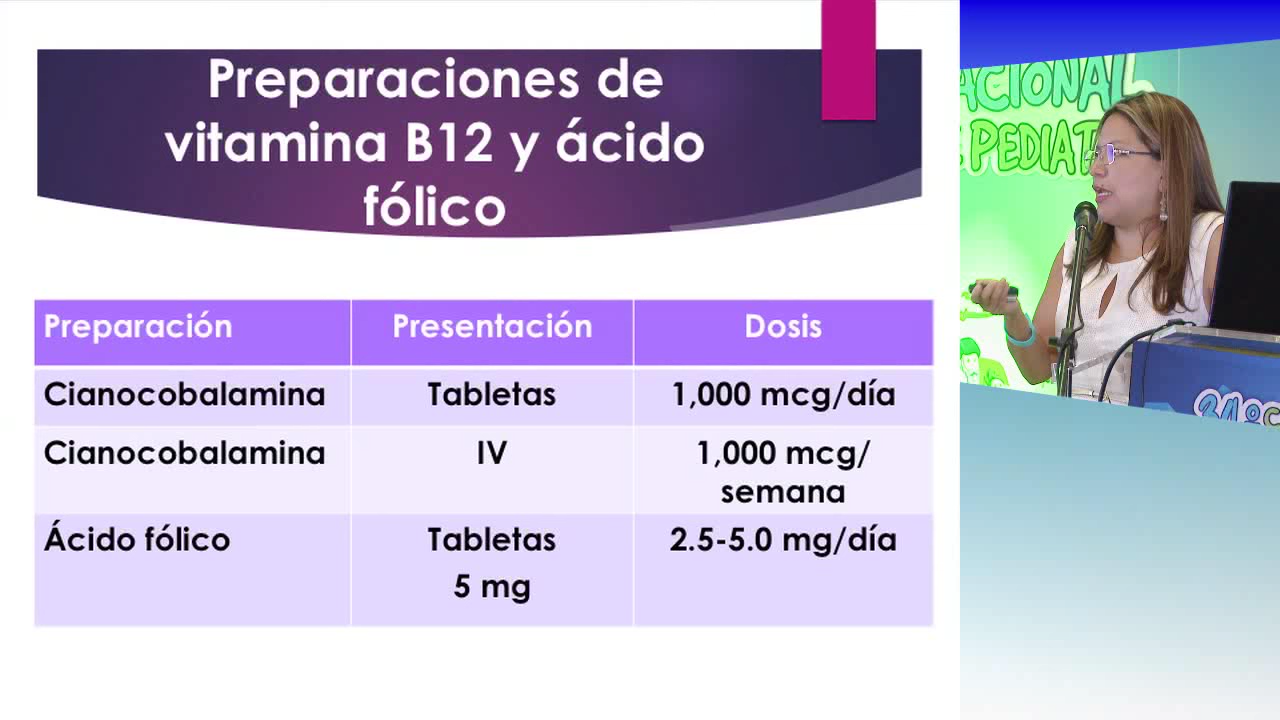 Preparaciones de
vitamina B12 y ácido
fólico
Preparación Presentación Dosis
Cianocobalamina Tabletas 1,000 mcg/día
Cianocobalamina IV 1,000 mcg/
semana
Ácido fólico Tabletas 2.5-5.0 mg/día
5 mg